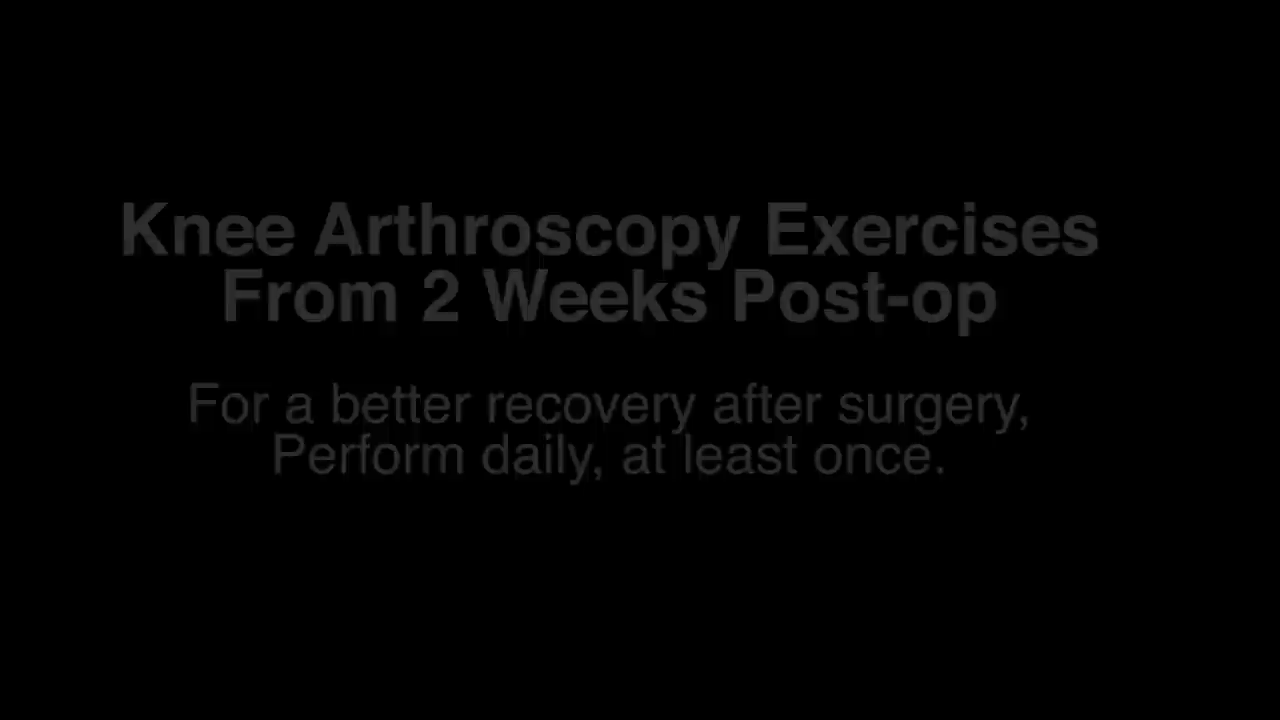 Knee Arthroscopy Exercises
From 2 Weeks Post-op
For a better recovery after surgery,
Perform daily, at least once.